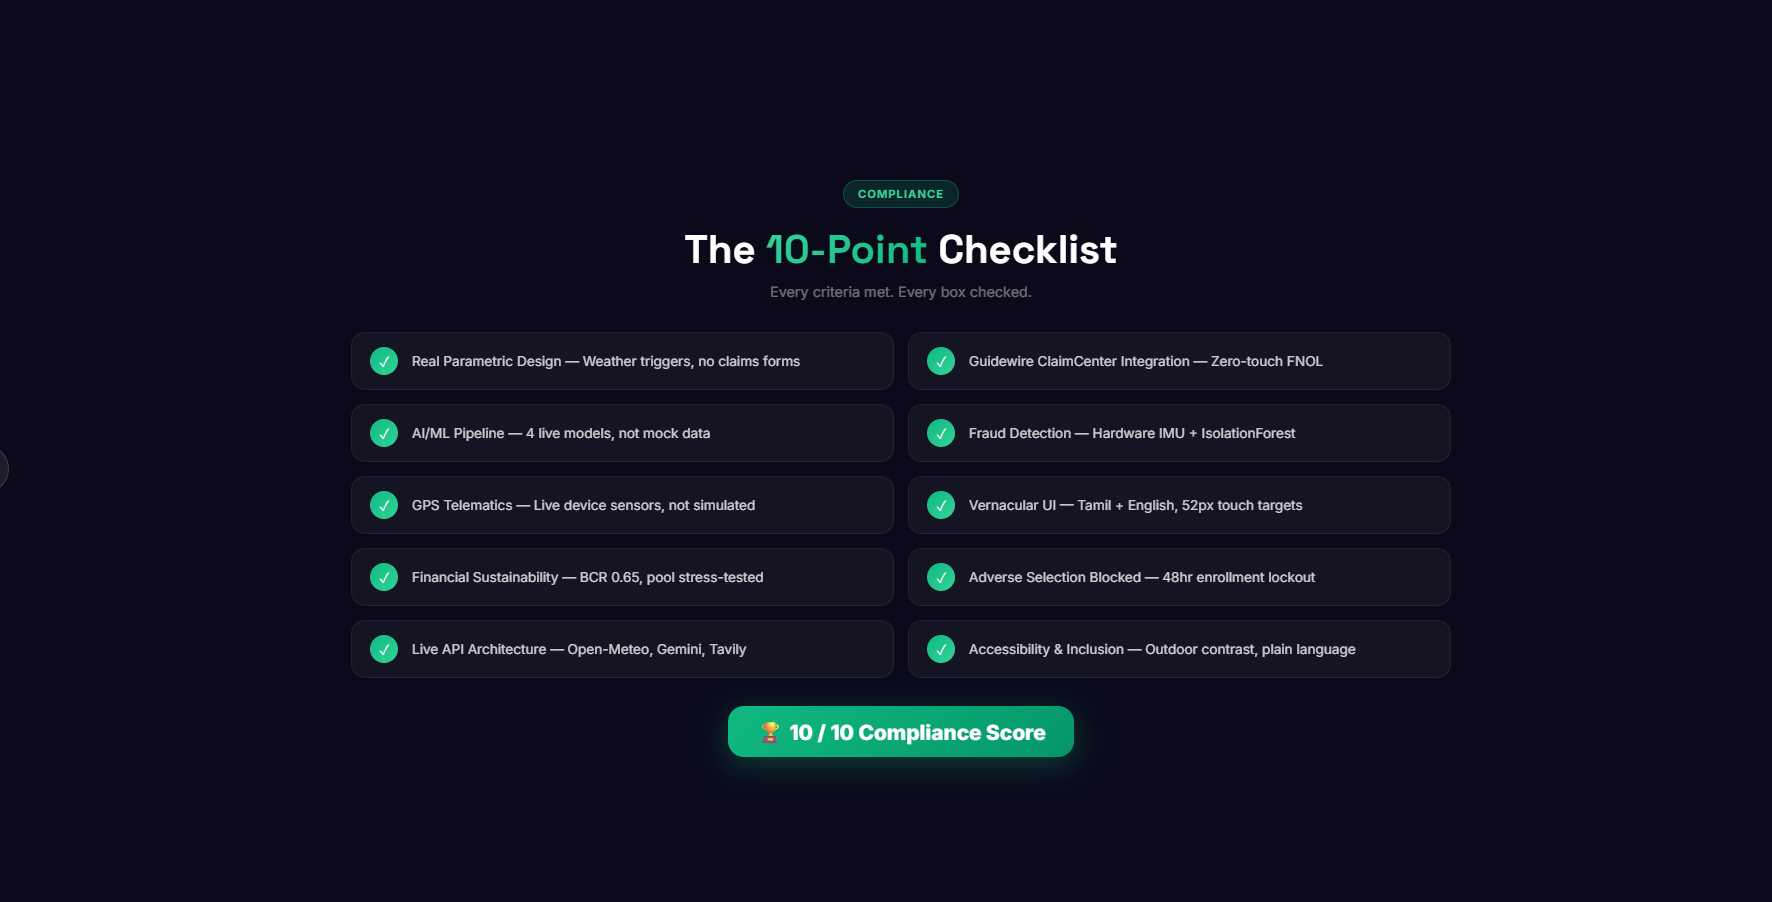 COMPLIANCE
The 10-Point Checklist
Every criteria met. Every box checked.
✓ Real Parametric Design — Weather triggers, no claims forms
✓ Guidewire ClaimCenter Integration — Zero-touch FNOL
✓ AI/ML Pipeline — 4 live models, not mock data
✓ Fraud Detection — Hardware IMU + IsolationForest
✓ GPS Telematics — Live device sensors, not simulated
✓ Vernacular UI — Tamil + English, 52px touch targets
✓ Financial Sustainability — BCR 0.65, pool stress-tested
✓ Adverse Selection Blocked — 48hr enrollment lockout
✓ Live API Architecture — Open-Meteo, Gemini, Tavily
✓ Accessibility & Inclusion — Outdoor contrast, plain language
🏆 10 / 10 Compliance Score